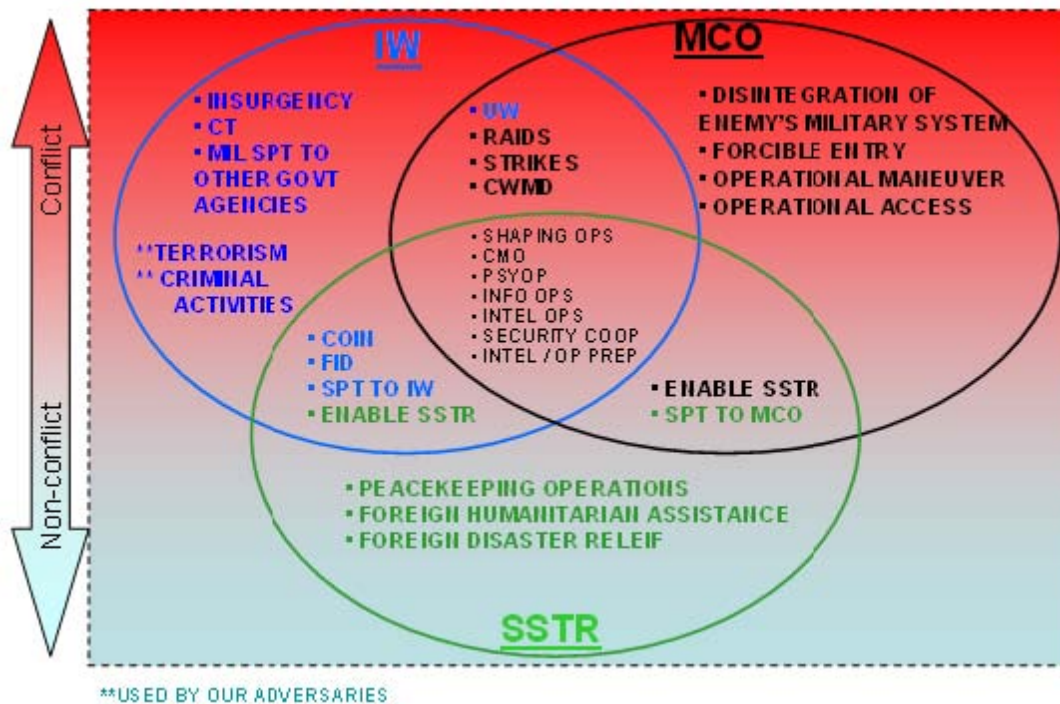 IW
MCO
Conflict
Non-conflict
▪ INSURGENCY
▪ CT
▪ MIL SPT TO
OTHER GOVT
AGENCIES
**TERRORISM
** CRIMINAL
ACTIVITIES
▪ UW
▪ RAIDS
▪ STRIKES
▪ CWMD
▪ DISINTEGRATION OF
ENEMY'S MILITARY SYSTEM
▪ FORCIBLE ENTRY
▪ OPERATIONAL MANEUVER
▪ OPERATIONAL ACCESS
▪ SHAPING OPS
▪ CMO
▪ PSYOP
▪ INFO OPS
▪ INTEL OPS
▪ SECURITY COOP
▪ INTEL / OP PREP
▪ COIN
▪ FID
▪ SPT TO IW
▪ ENABLE SSTR
▪ ENABLE SSTR
▪ SPT TO MCO
▪ PEACEKEEPING OPERATIONS
▪ FOREIGN HUMANITARIAN ASSISTANCE
▪ FOREIGN DISASTER RELEIF
SSTR
**USED BY OUR ADVERSARIES